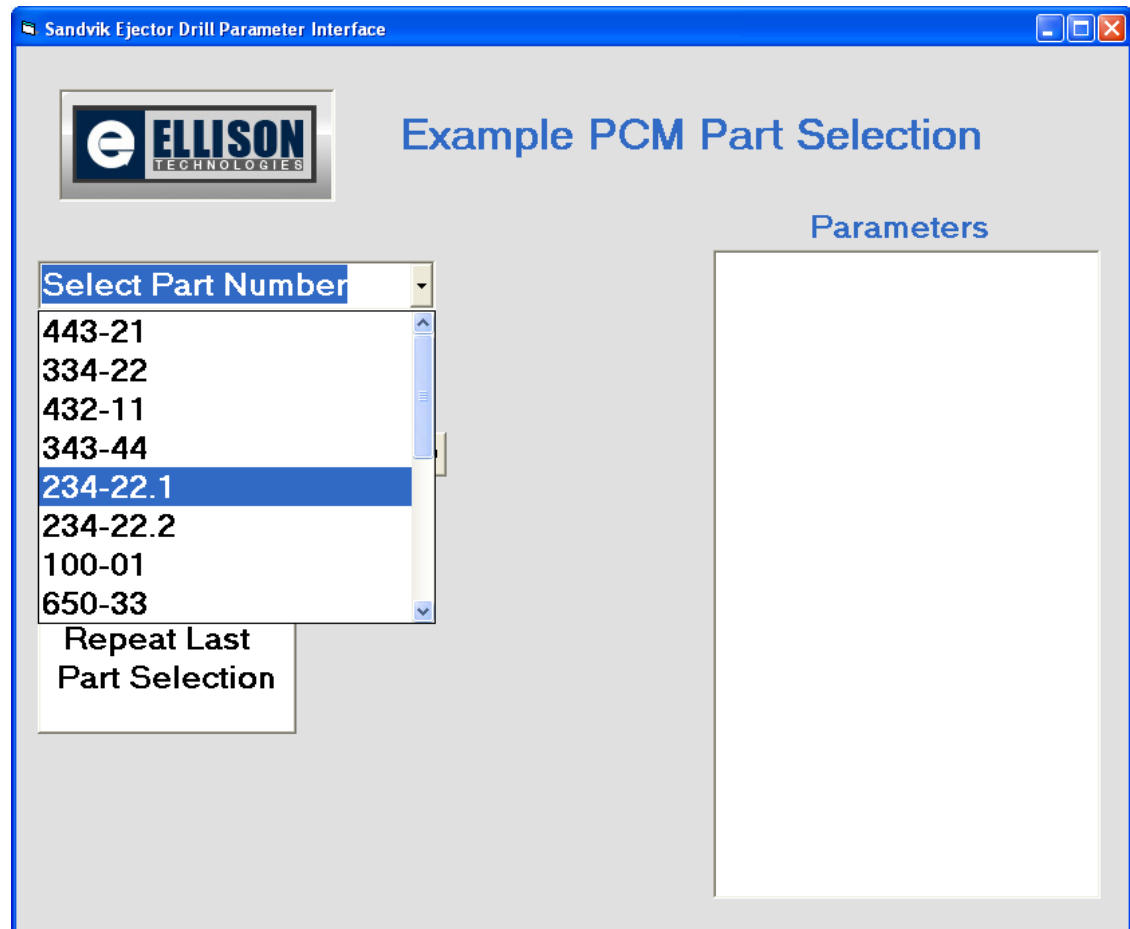 Sandvik Ejector Drill Parameter Interface
e ELLISON
TECHNOLOGIES
Example PCM Part Selection
Parameters
Select Part Number
443-21
334-22
432-11
343-44
234-22.1
234-22.2
100-01
650-33
Repeat Last
Part Selection